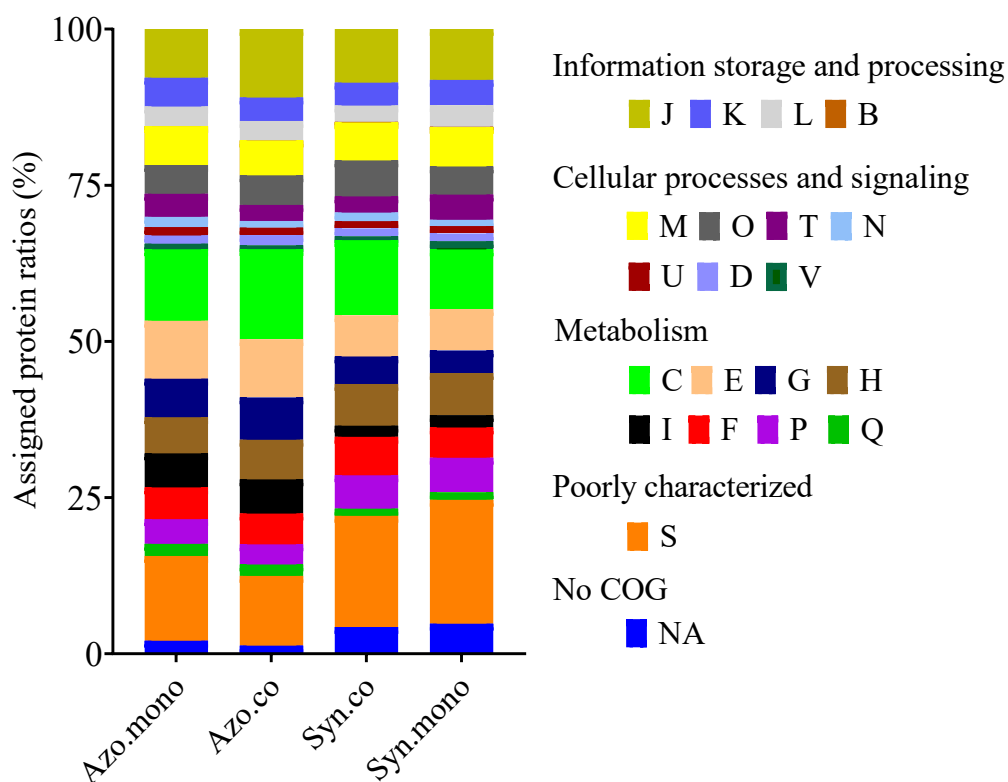 Assigned protein ratios (%)
100
75
50
25
0
Azo.mono
Azo.co
Syn.co
Syn.mono
Information storage and processing
J K L B
Cellular processes and signaling
M O T N
U D V
Metabolism
C E G H
I F P Q
Poorly characterized
S
No COG
NA